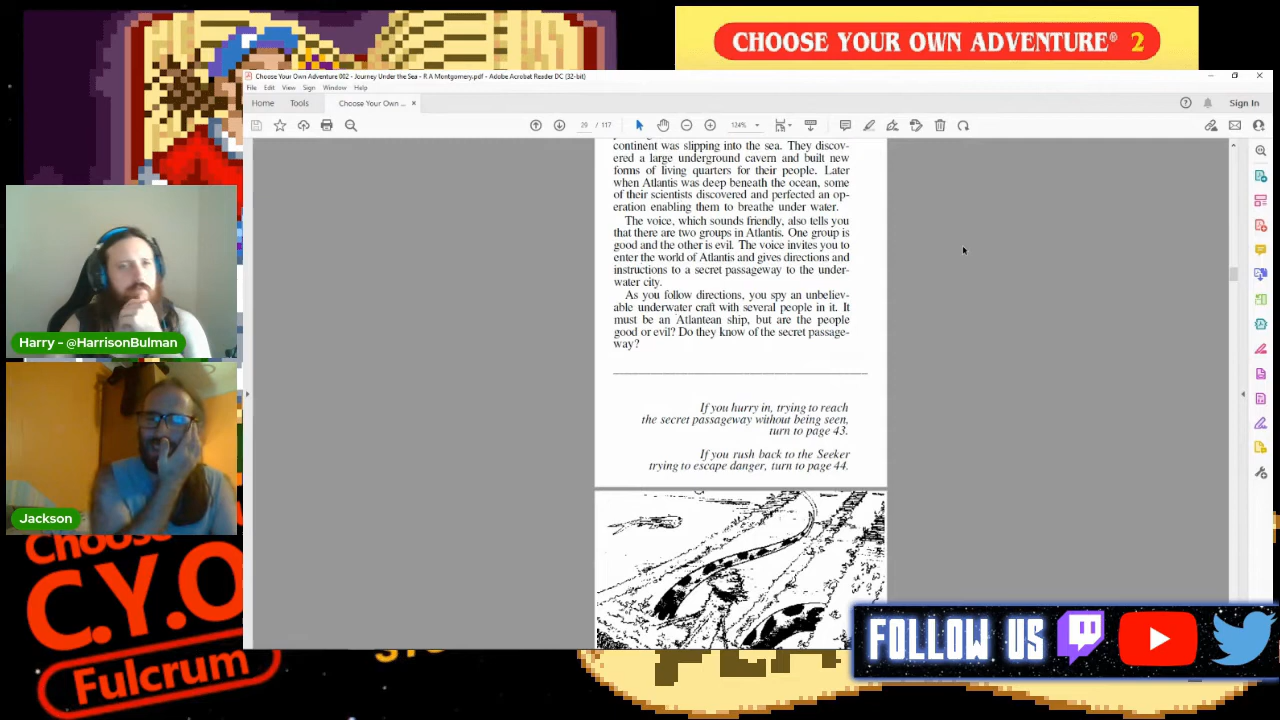 CHOOSE YOUR OWN ADVENTURE® 2
Choose Your Own Adventure 002 - Journey Under the Sea - R A Montgomery.pdf - Adobe Acrobat Reader DC (32-bit)
File Edit View Sign Window Help
Home Tools Choose Your Own ... × Sign In
29 / 117 124%
continent was slipping into the sea. They discov-
ered a large underground cavern and built new
forms of living quarters for their people. Later
when Atlantis was deep beneath the ocean, some
of their scientists discovered and perfected an op-
eration enabling them to breathe under water.
The voice, which sounds friendly, also tells you
that there are two groups in Atlantis. One group is
good and the other is evil. The voice invites you to
enter the world of Atlantis and gives directions and
instructions to a secret passageway to the under-
water city.
As you follow directions, you spy an unbeliev-
able underwater craft with several people in it. It
must be an Atlantean ship, but are the people
good or evil? Do they know of the secret passage-
way?
If you hurry in, trying to reach
the secret passageway without being seen,
turn to page 43.
If you rush back to the Seeker
trying to escape danger, turn to page 44.
Harry - @HarrisonBulman
Jackson
C.Y.O
Fulcrum
FOLLOW US